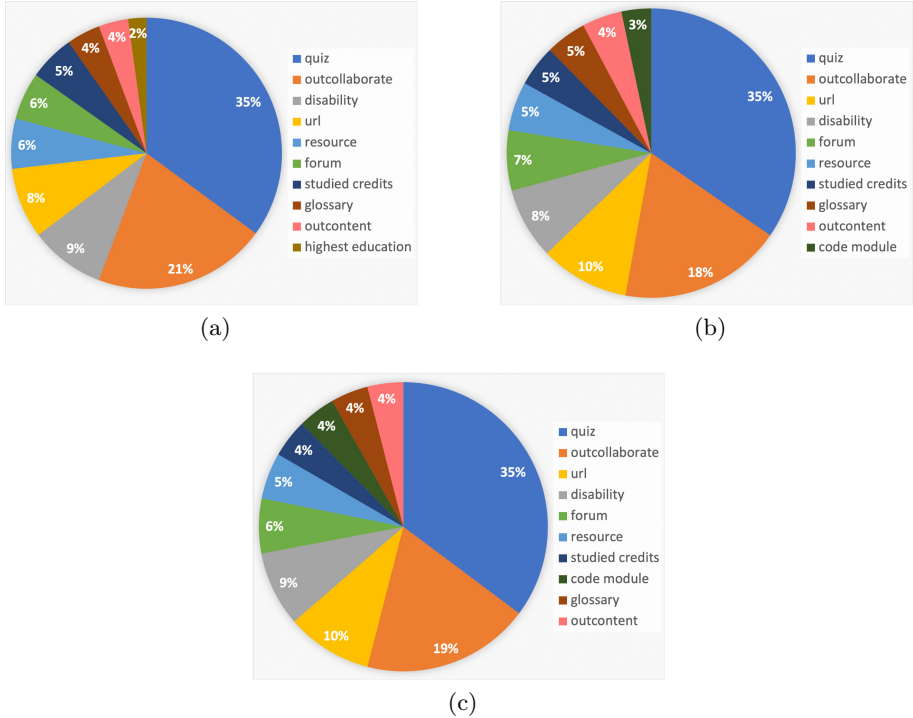 2%
4%
4%
5%
6%
6%
8%
9%
21%
35%
quiz
outcollaborate
disability
url
resource
forum
studied credits
glossary
outcontent
highest education
(a)
3%
4%
5%
5%
5%
7%
8%
10%
18%
35%
quiz
outcollaborate
url
disability
forum
resource
studied credits
glossary
outcontent
code module
(b)
4%
4%
4%
4%
5%
6%
9%
10%
19%
35%
quiz
outcollaborate
url
disability
forum
resource
studied credits
code module
glossary
outcontent
(c)